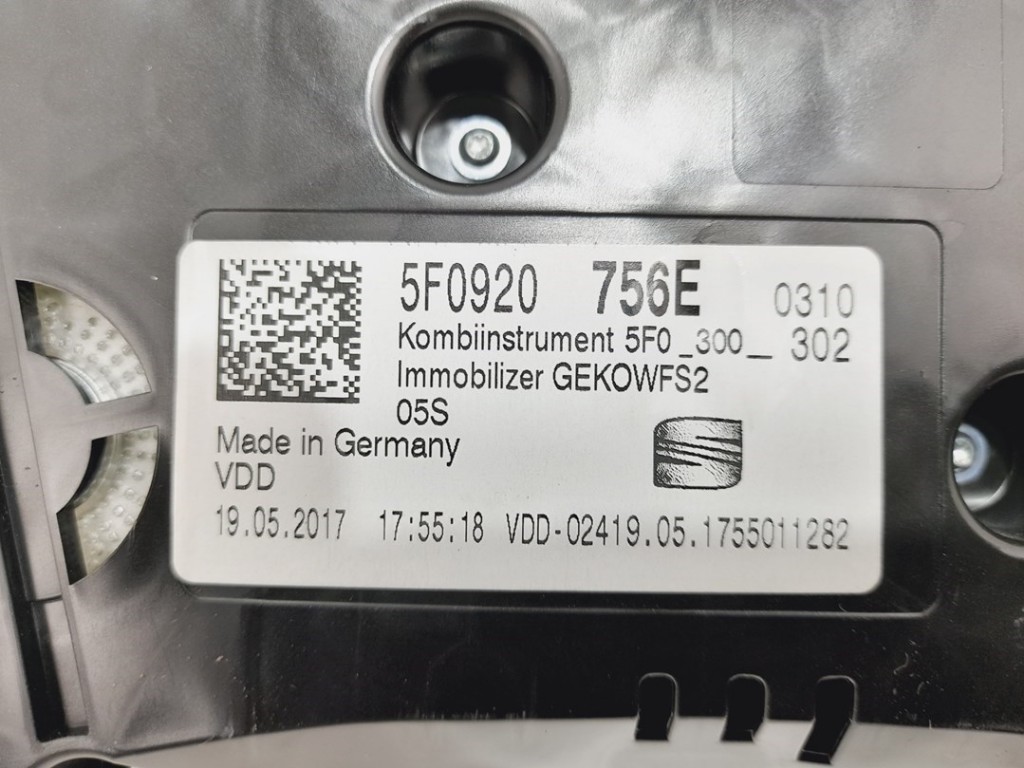 5F0920 756E 0310
Kombiinstrument 5F0_300__ 302
Immobilizer GEKOWFS2
05S
Made in Germany
VDD
19.05.2017 17:55:18 VDD-02419.05.1755011282